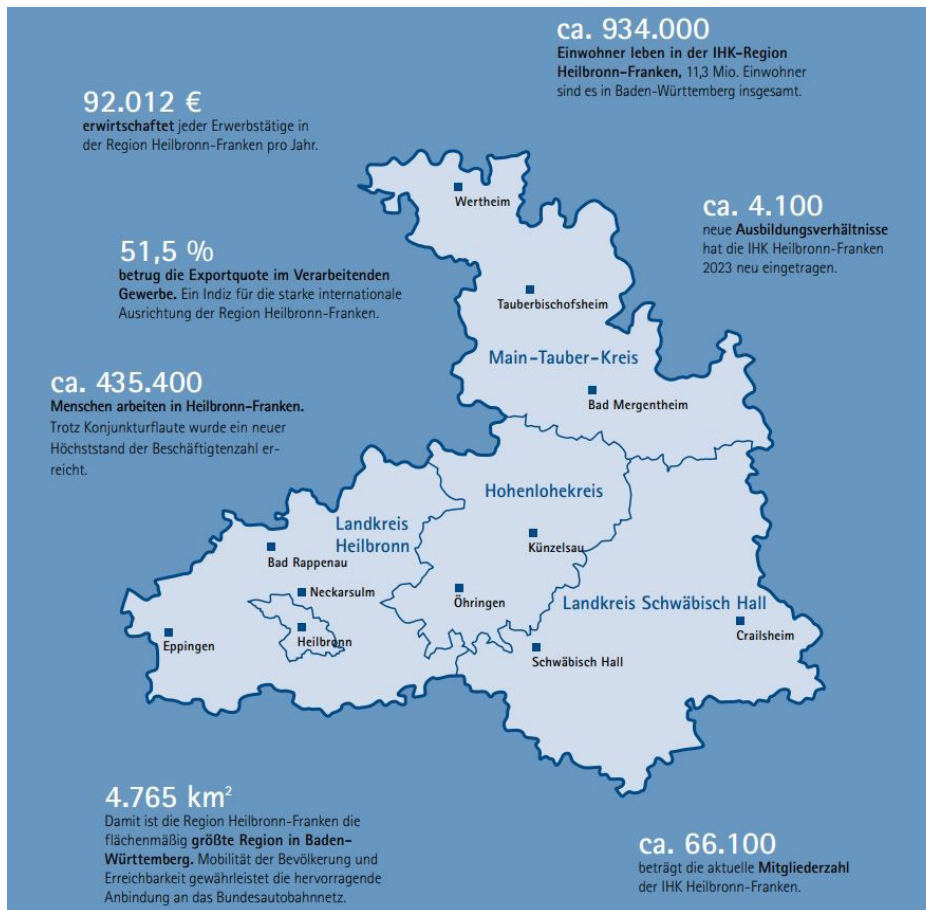 ca. 934.000
Einwohner leben in der IHK-Region
Heilbronn-Franken, 11,3 Mio. Einwohner
sind es in Baden-Württemberg insgesamt.
92.012 €
erwirtschaftet jeder Erwerbstätige in
der Region Heilbronn-Franken pro Jahr.
ca. 4.100
neue Ausbildungsverhältnisse
hat die IHK Heilbronn-Franken
2023 neu eingetragen.
51,5 %
betrug die Exportquote im Verarbeitenden
Gewerbe. Ein Indiz für die starke internationale
Ausrichtung der Region Heilbronn-Franken.
ca. 435.400
Menschen arbeiten in Heilbronn-Franken.
Trotz Konjunkturflaute wurde ein neuer
Höchststand der Beschäftigtenzahl er-
reicht.
Wertheim
Tauberbischofsheim
Main-Tauber-Kreis
Bad Mergentheim
Hohenlohekreis
Landkreis
Heilbronn
Künzelsau
Bad Rappenau
Neckarsulm
Öhringen
Landkreis Schwäbisch Hall
Crailsheim
Eppingen
Heilbronn
Schwäbisch Hall
4.765 km²
Damit ist die Region Heilbronn-Franken die
flächenmäßig größte Region in Baden-
Württemberg. Mobilität der Bevölkerung und
Erreichbarkeit gewährleistet die hervorragende
Anbindung an das Bundesautobahnnetz.
ca. 66.100
beträgt die aktuelle Mitgliederzahl
der IHK Heilbronn-Franken.